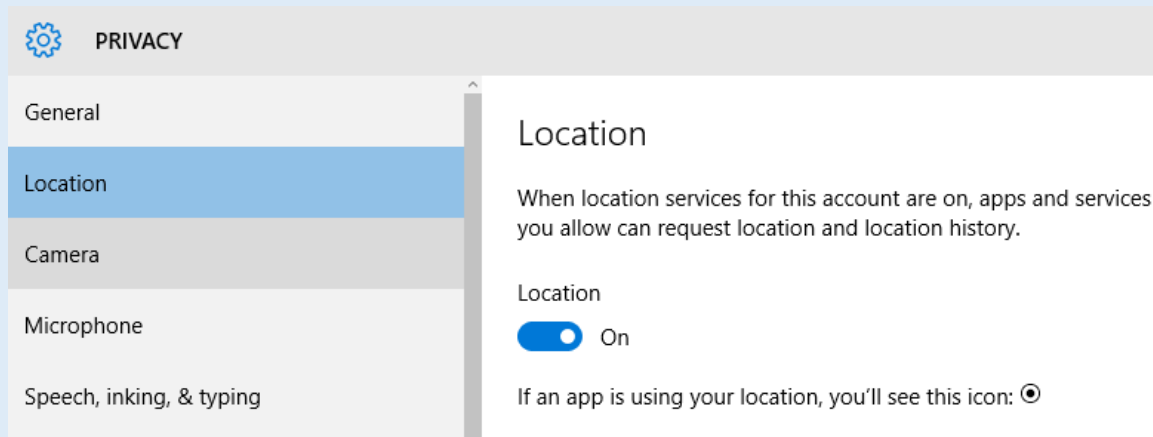 PRIVACY
General
Location
Camera
Microphone
Speech, inking, & typing
Location
When location services for this account are on, apps and services
you allow can request location and location history.
Location
On
If an app is using your location, you'll see this icon: